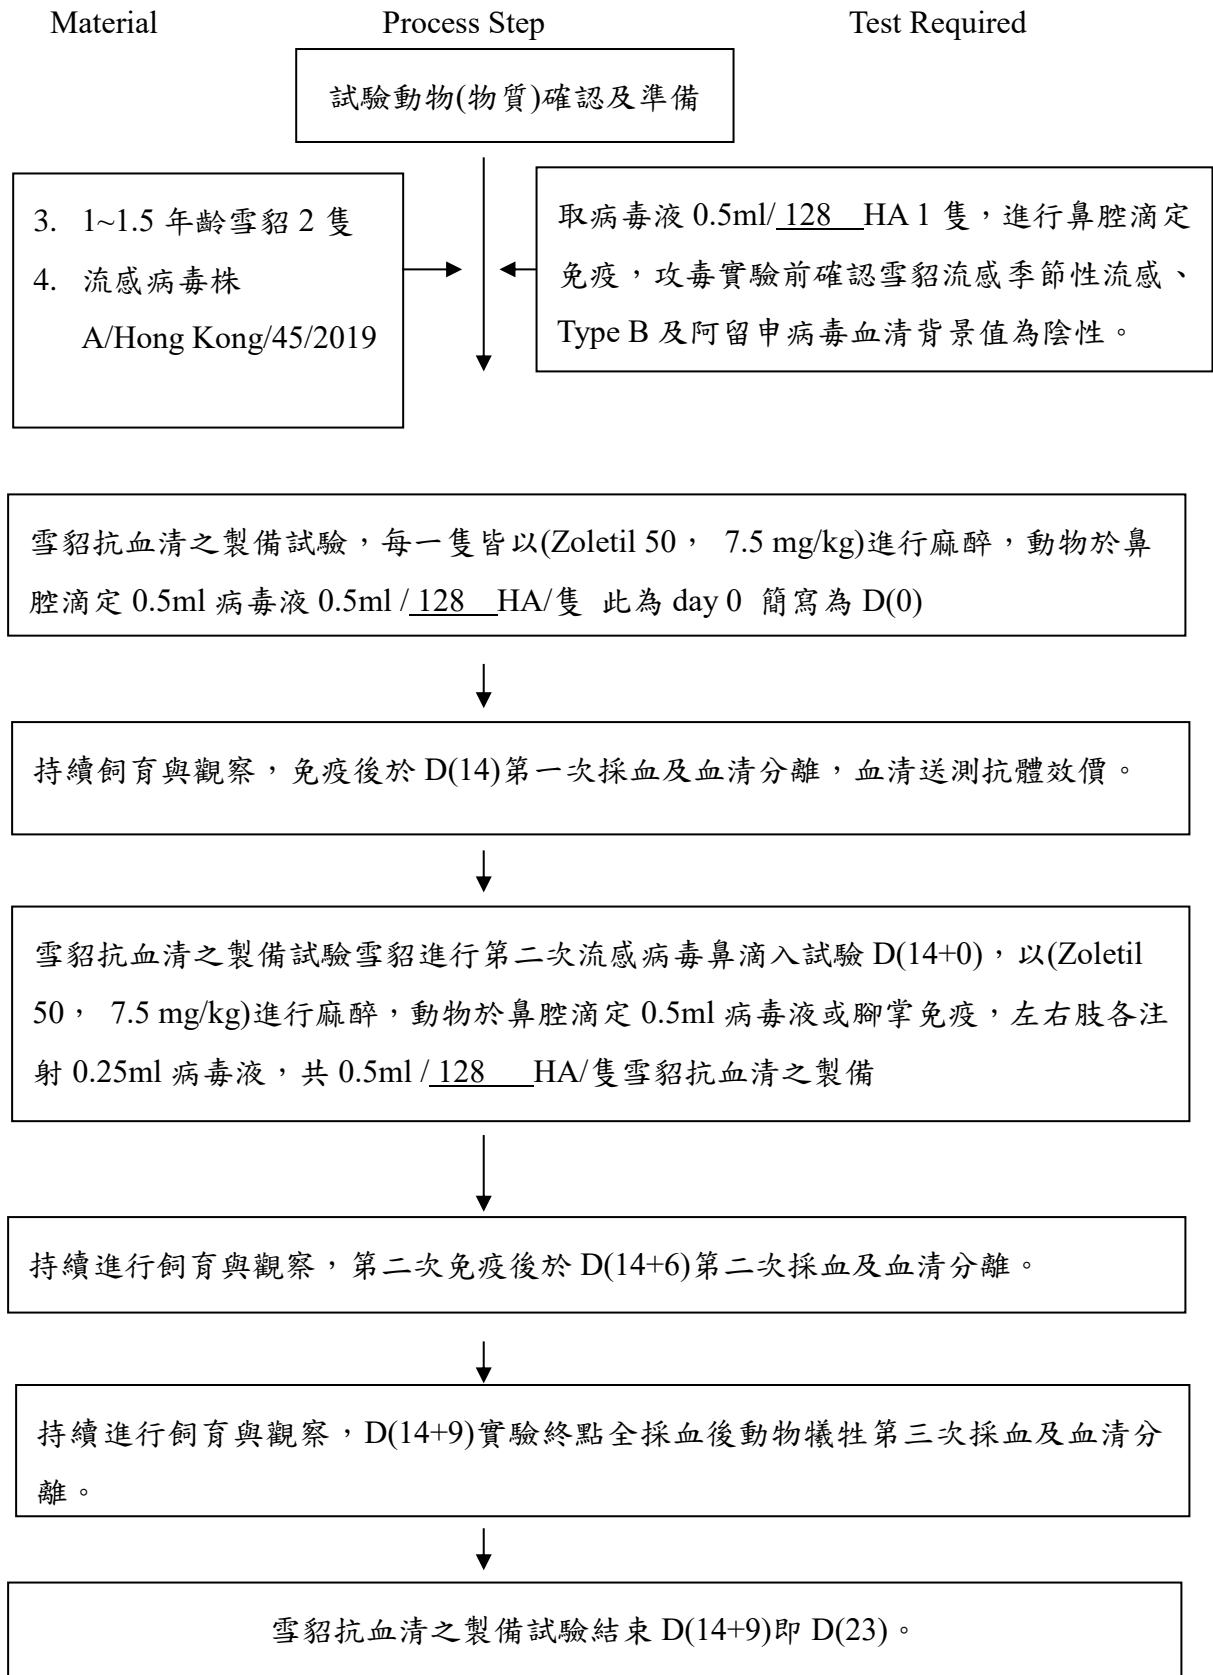 Material Process Step Test Required
試驗動物(物質)確認及準備
3. 1~1.5 年齡雪貂 2 隻
4. 流感病毒株
A/Hong Kong/45/2019
取病毒液 0.5ml/ 128 HA 1 隻，進行鼻腔滴定
免疫，攻毒實驗前確認雪貂流感季節性流感、
Type B 及阿留申病毒血清背景值為陰性。
雪貂抗血清之製備試驗，每一隻皆以(Zoletil 50， 7.5 mg/kg)進行麻醉，動物於鼻
腔滴定 0.5ml 病毒液 0.5ml / 128 HA/隻 此為 day 0 簡寫為 D(0)
持續飼育與觀察，免疫後於 D(14)第一次採血及血清分離，血清送測抗體效價。
雪貂抗血清之製備試驗雪貂進行第二次流感病毒鼻滴入試驗 D(14+0)，以(Zoletil
50， 7.5 mg/kg)進行麻醉，動物於鼻腔滴定 0.5ml 病毒液或腳掌免疫，左右肢各注
射 0.25ml 病毒液，共 0.5ml / 128 HA/隻雪貂抗血清之製備
持續進行飼育與觀察，第二次免疫後於 D(14+6)第二次採血及血清分離。
持續進行飼育與觀察，D(14+9)實驗終點全採血後動物犧牲第三次採血及血清分
離。
雪貂抗血清之製備試驗結束 D(14+9)即 D(23)。